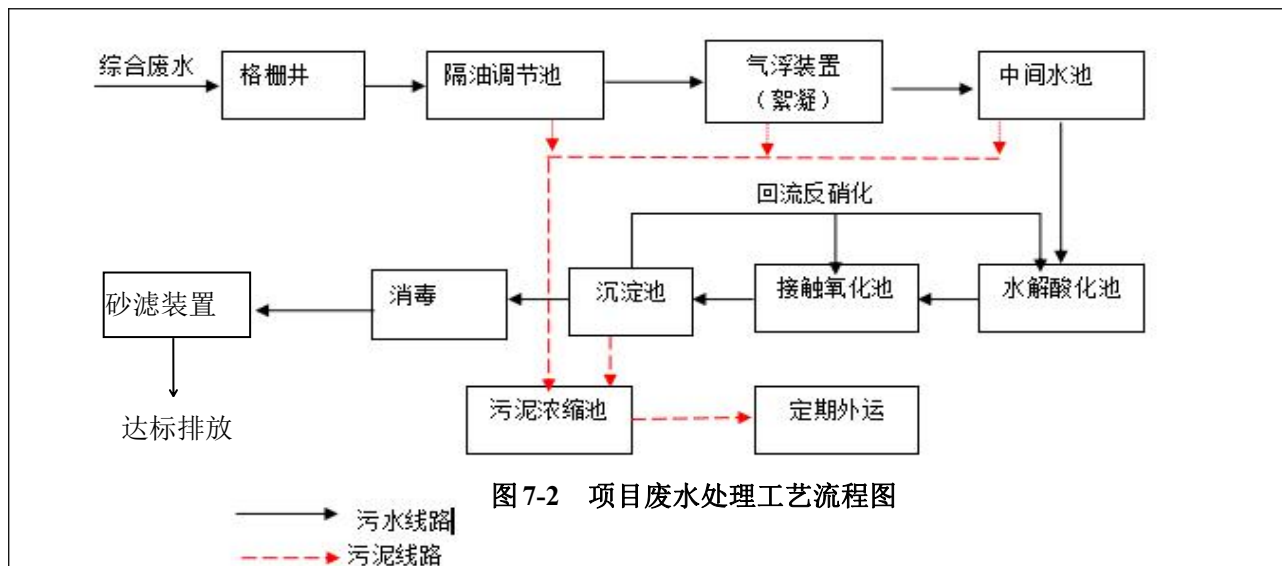 综合废水
格栅井
隔油调节池
气浮装置
（絮凝）
中间水池
回流反硝化
砂滤装置
消毒
沉淀池
接触氧化池
水解酸化池
达标排放
污泥浓缩池
定期外运
图 7-2 项目废水处理工艺流程图
污水线路
污泥线路